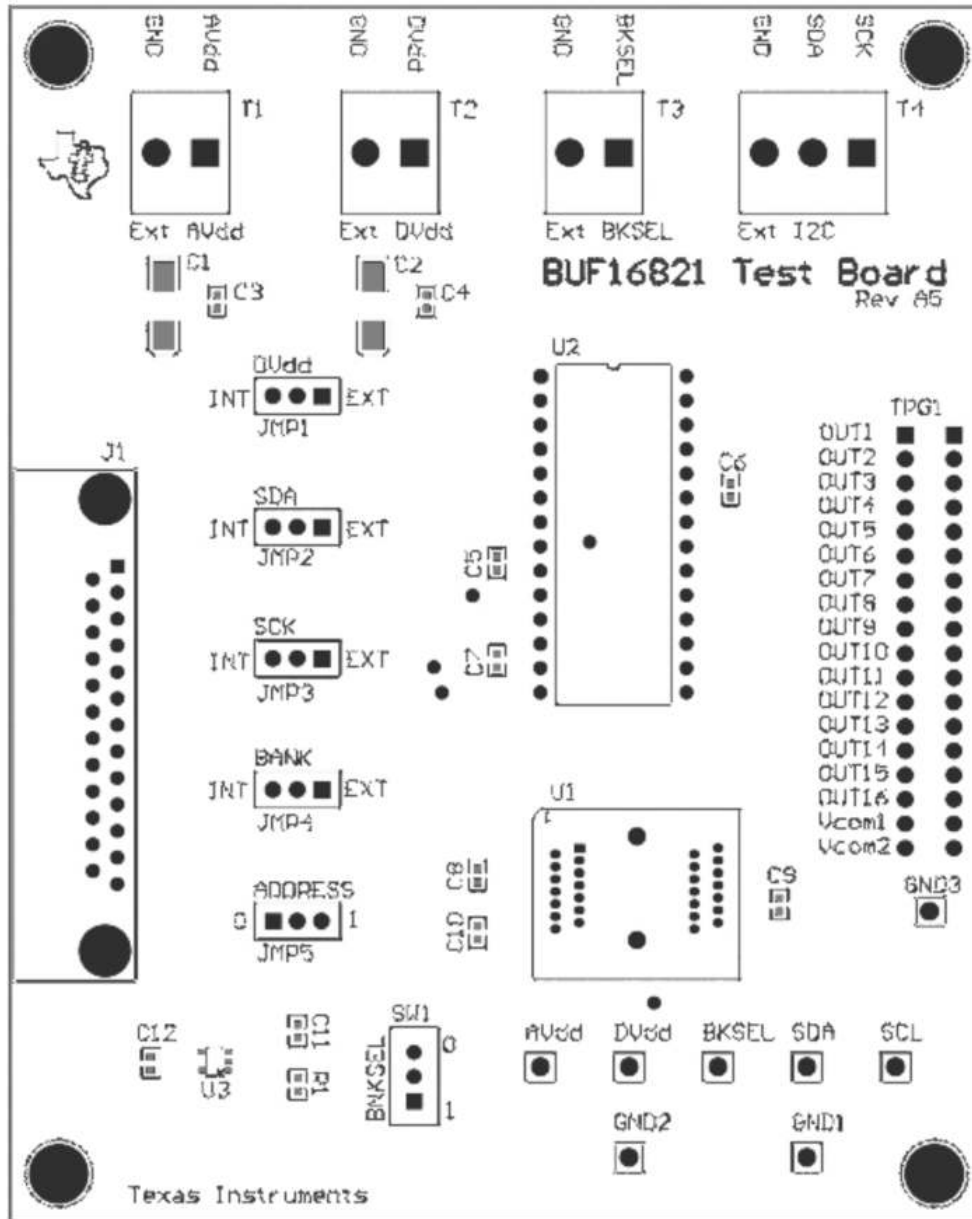 GND AVdd GND DVdd GND BKSEL GND SDA SCK
T1 T2 T3 T4
Ext AVdd Ext DVdd Ext BKSEL Ext I2C
C1 C2
C3 C4
BUF16821 Test Board
Rev A5
DVdd
INT EXT
JMP1
U2
TPG1
J1
SDA
INT EXT
JMP2
SCK
INT EXT
JMP3
BANK
INT EXT
JMP4
ADDRESS
0 1
JMP5
C5
C6
C7
OUT1
OUT2
OUT3
OUT4
OUT5
OUT6
OUT7
OUT8
OUT9
OUT10
OUT11
OUT12
OUT13
OUT14
OUT15
OUT16
Vcom1
Vcom2
U1
C8
C9
C10
GND3
C12
U3
C11
R1
SW1
BNKSEL
0
1
AVdd DVdd BKSEL SDA SCL
GND2 GND1
Texas Instruments